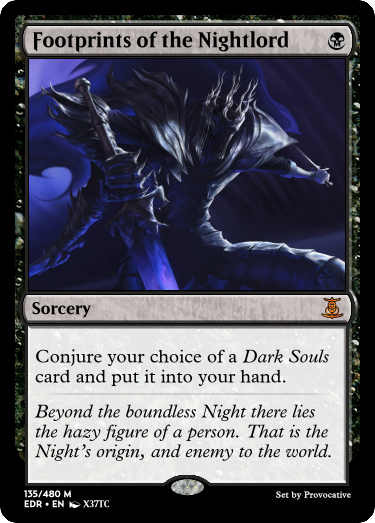 Footprints of the Nightlord
Sorcery
Conjure your choice of a Dark Souls
card and put it into your hand.
Beyond the boundless Night there lies
the hazy figure of a person. That is the
Night's origin, and enemy to the world.
135/480 M
EDR • EN X37TC
Set by Provocative